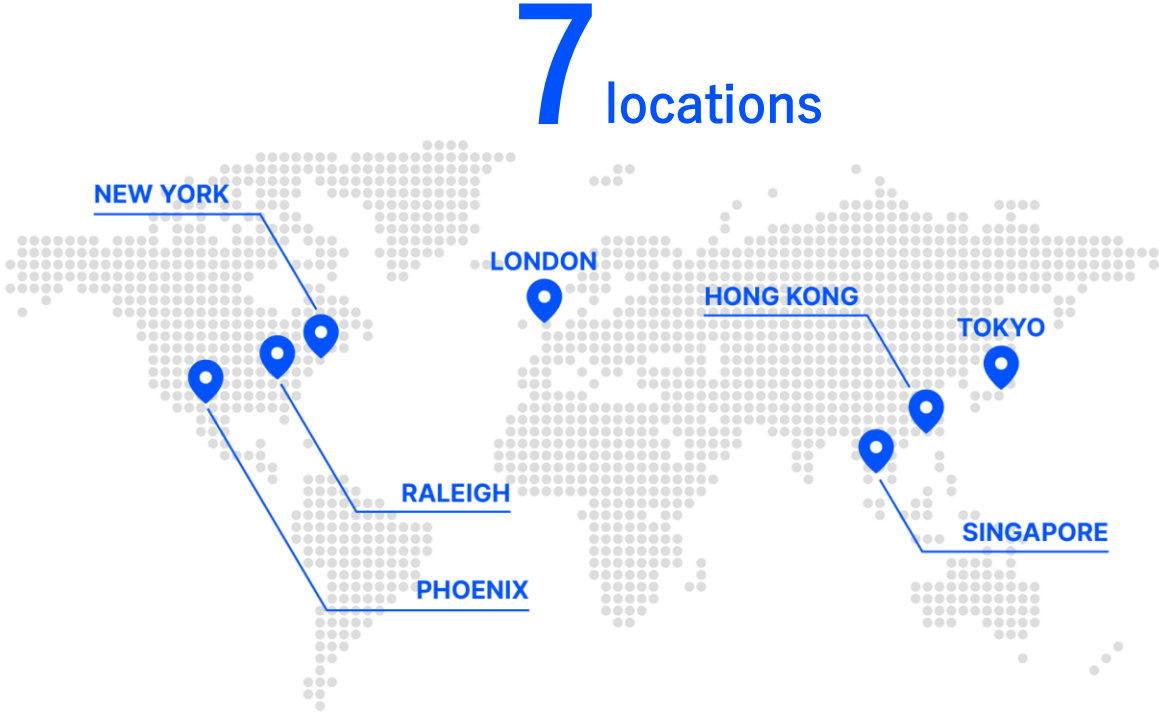 7 locations
NEW YORK
LONDON
HONG KONG
TOKYO
RALEIGH
SINGAPORE
PHOENIX